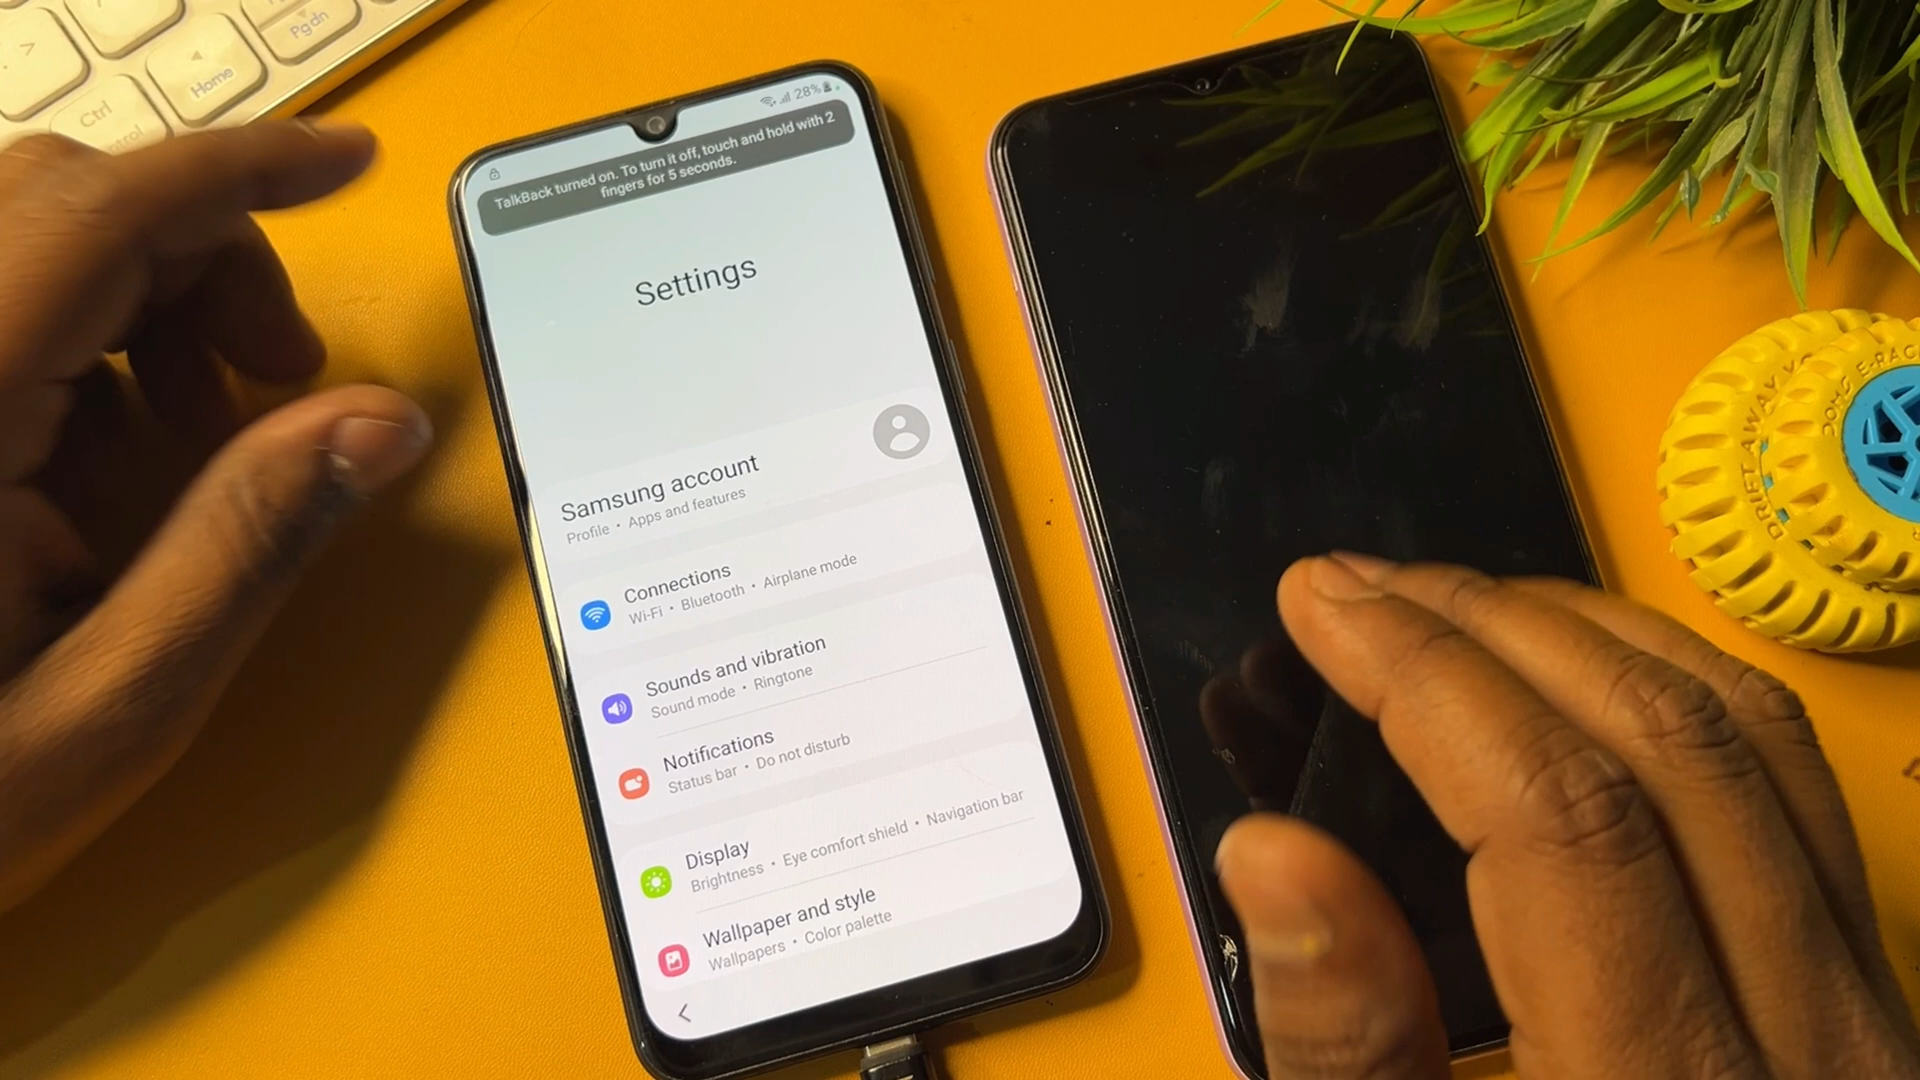 Pg dn
Home
Ctrl
28%
TalkBack turned on. To turn it off, touch and hold with 2
fingers for 5 seconds.
Settings
Samsung account
Profile • Apps and features
Connections
Wi-Fi • Bluetooth • Airplane mode
Sounds and vibration
Sound mode • Ringtone
Notifications
Status bar • Do not disturb
Display
Brightness • Eye comfort shield • Navigation bar
Wallpaper and style
Wallpapers • Color palette